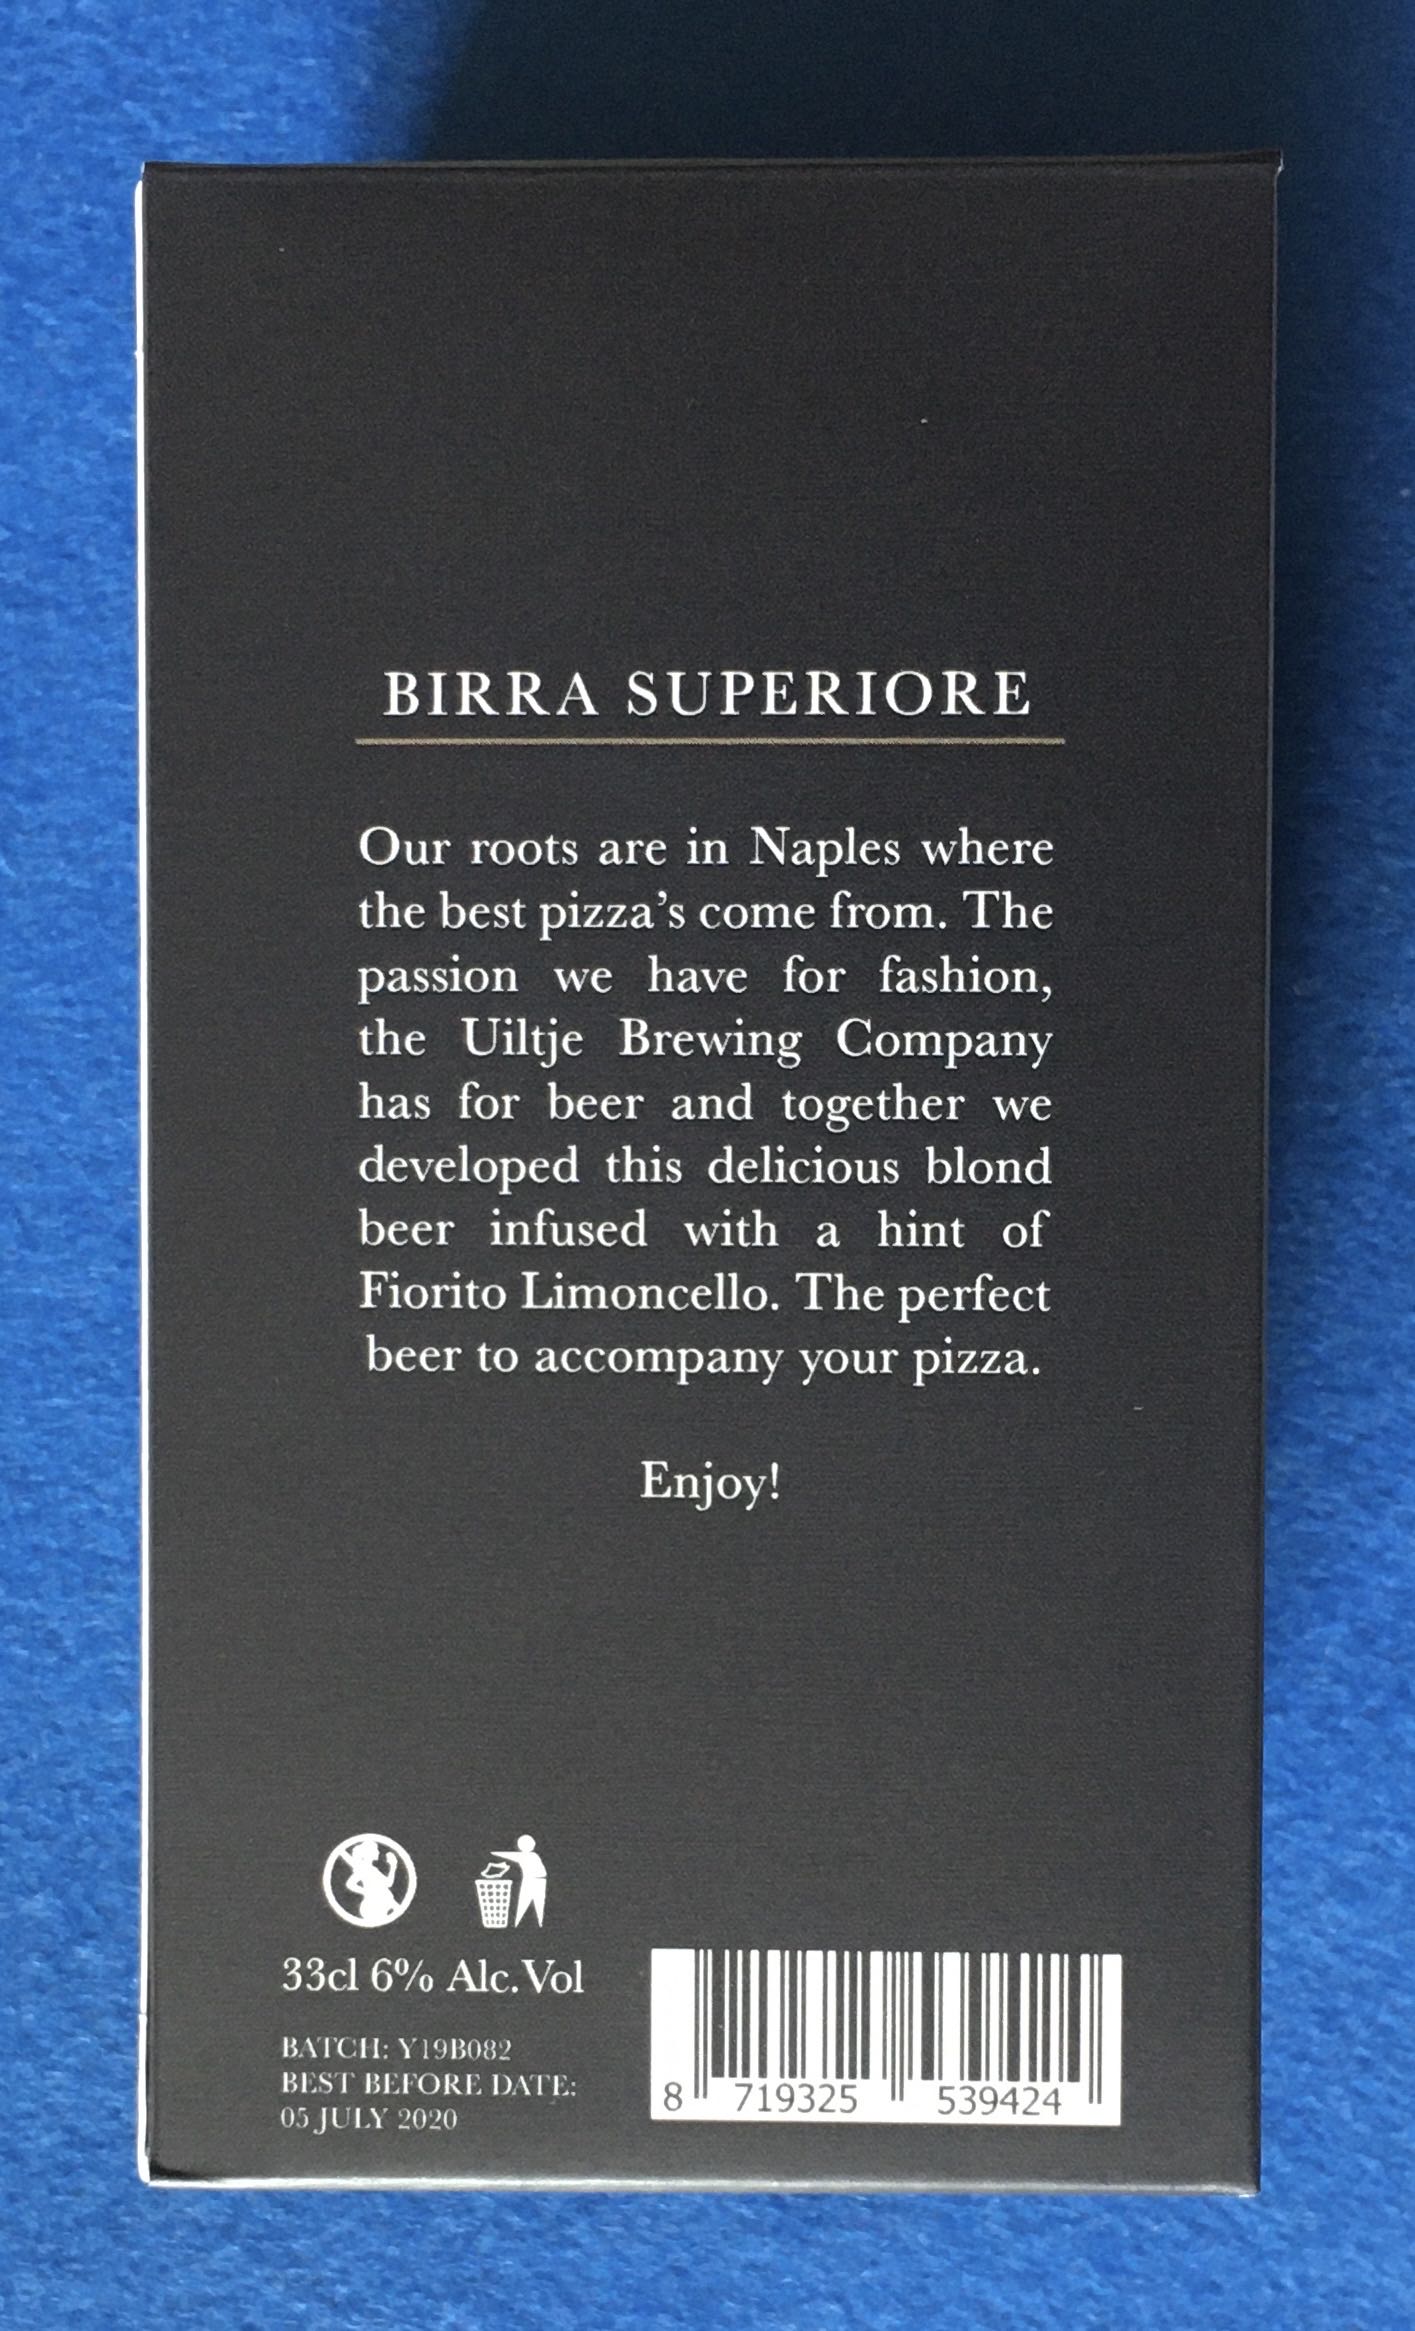 BIRRA SUPERIORE
Our roots are in Naples where
the best pizza’s come from. The
passion we have for fashion,
the Uiltje Brewing Company
has for beer and together we
developed this delicious blond
beer infused with a hint of
Fiorito Limoncello. The perfect
beer to accompany your pizza.
Enjoy!
33cl 6% Alc.Vol
BATCH: Y19B082
BEST BEFORE DATE:
05 JULY 2020
8 719325 539424